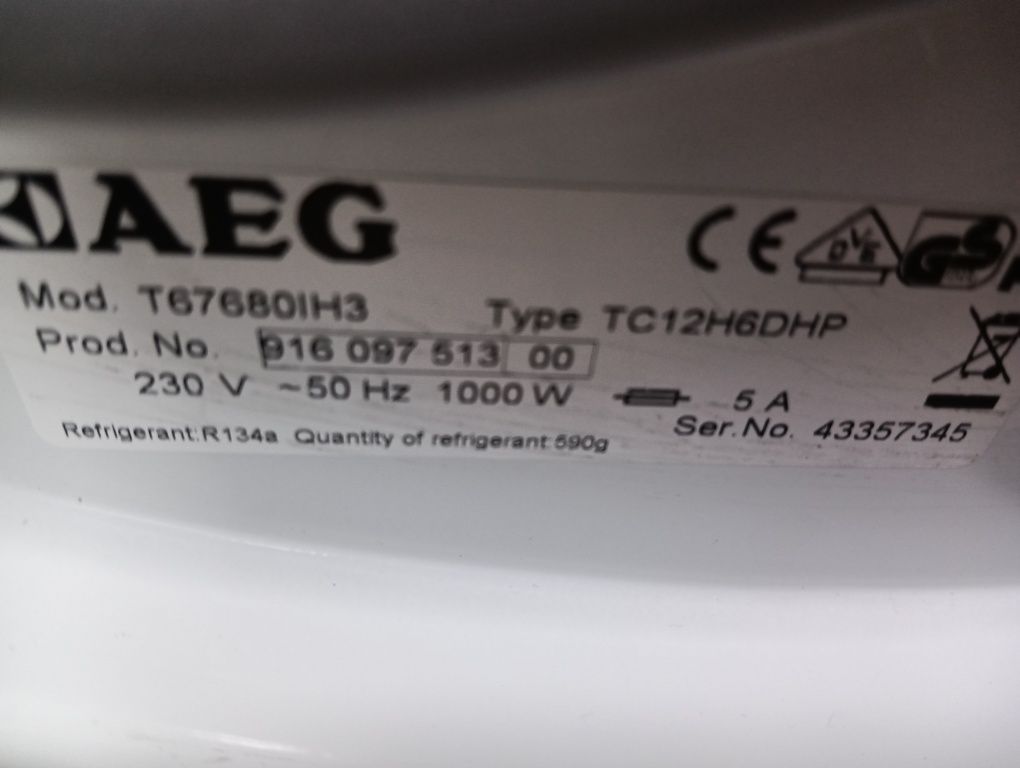 AEG
CE DVE GS
Mod. T67680IH3 Type TC12H6DHP
Prod. No. 916 097 513 00
230 V ~50 Hz 1000 W 5 A
Refrigerant:R134a Quantity of refrigerant:590g Ser.No. 43357345